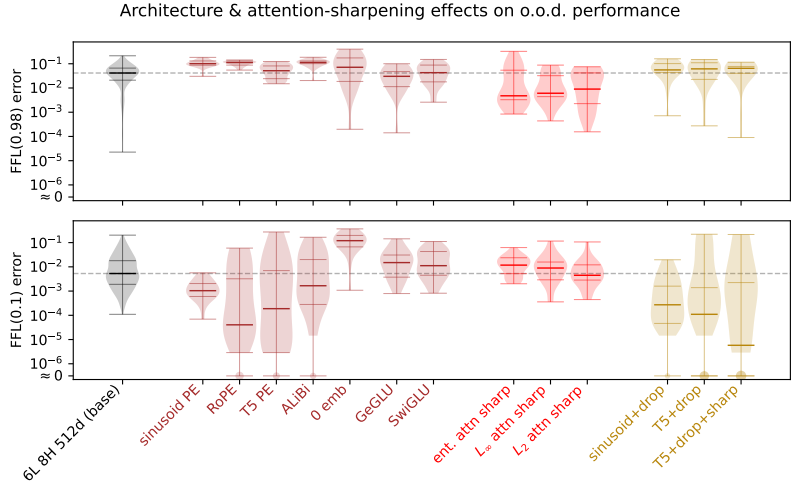 Architecture & attention-sharpening effects on o.o.d. performance
FFL(0.98) error
10⁻¹
10⁻²
10⁻³
10⁻⁴
10⁻⁵
10⁻⁶
≈ 0
FFL(0.1) error
10⁻¹
10⁻²
10⁻³
10⁻⁴
10⁻⁵
10⁻⁶
≈ 0
6L 8H 512d (base)
sinusoid PE
RoPE
T5 PE
ALiBi
0 emb
GeGLU
SwiGLU
ent. attn sharp
L∞ attn sharp
L₂ attn sharp
sinusoid+drop
T5+drop
T5+drop+sharp